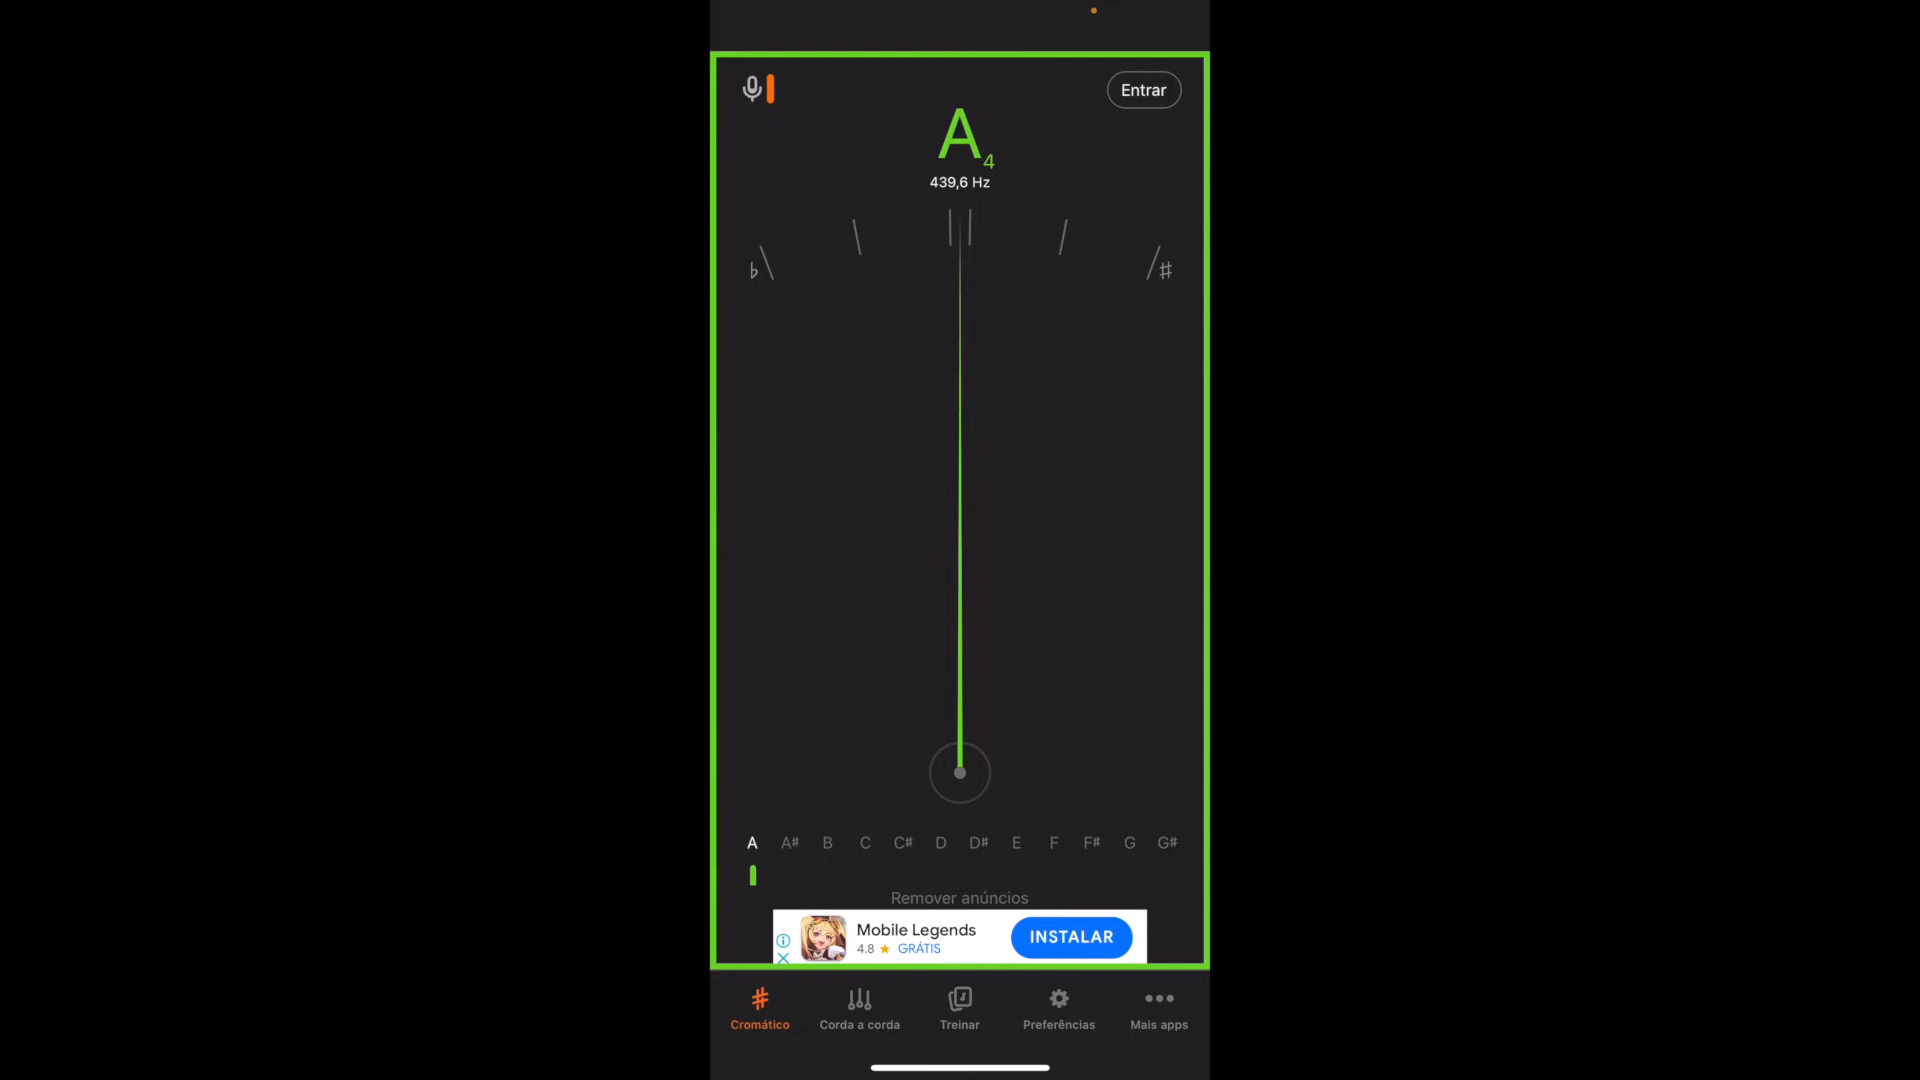 Entrar
A4
439,6 Hz
♭ ♯
A A♯ B C C♯ D D♯ E F F♯ G G♯
Remover anúncios
Mobile Legends
4.8 ★ GRÁTIS
INSTALAR
Cromático Corda a corda Treinar Preferências Mais apps